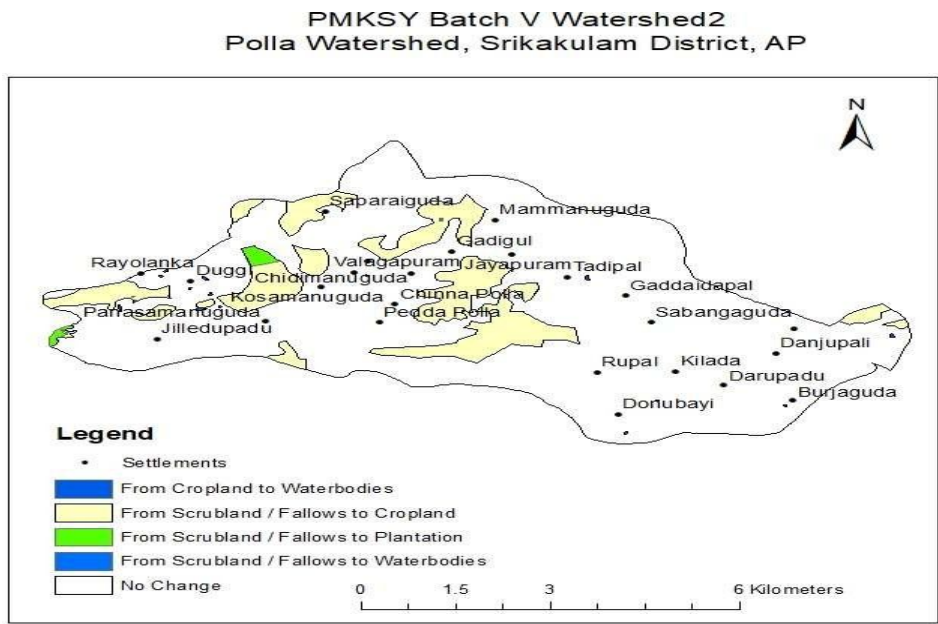 PMKSY Batch V Watershed2
Polla Watershed, Srikakulam District, AP
N
Saparaiguda
Mammanuguda
Gadigul
Rayolanka
Duggi
Valagapuram
Jayapuram
Tadipal
Chidimanuguda
Gaddaidapal
Kosamanuguda
Chinna Polla
Panasamanuguda
Pedda Polla
Sabangaguda
Jilledupadu
Danjupali
Rupal
Kilada
Darupadu
Burjaguda
Donubayi
Legend
Settlements
From Cropland to Waterbodies
From Scrubland / Fallows to Cropland
From Scrubland / Fallows to Plantation
From Scrubland / Fallows to Waterbodies
No Change
0 1.5 3 6 Kilometers